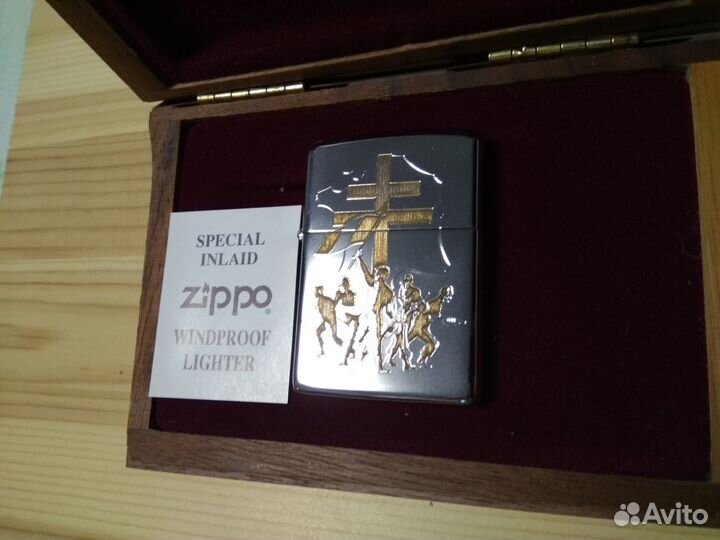 SPECIAL
INLAID
Zippo®
WINDPROOF
LIGHTER
Avito